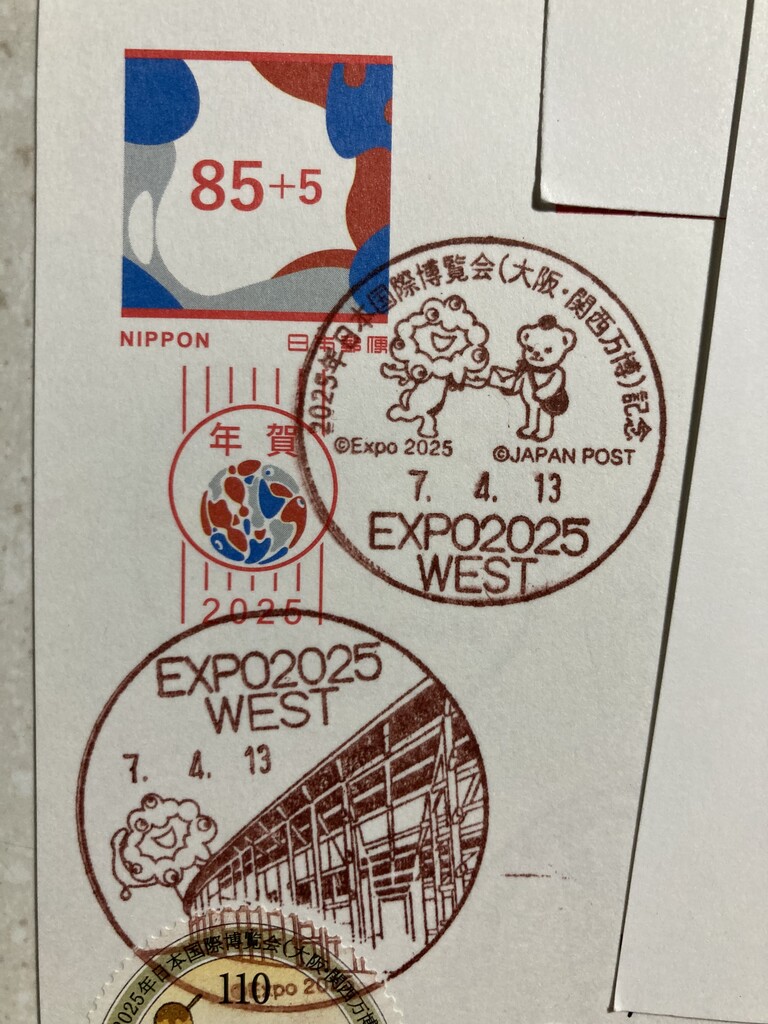 85+5
NIPPON 日本郵便
年賀
2025
2025年日本国際博覧会(大阪・関西万博)記念
©Expo 2025 ©JAPAN POST
7. 4. 13
EXPO2025
WEST
EXPO2025
WEST
7. 4. 13
2025年日本国際博覧会(大阪・関西万博
110
©Expo 20